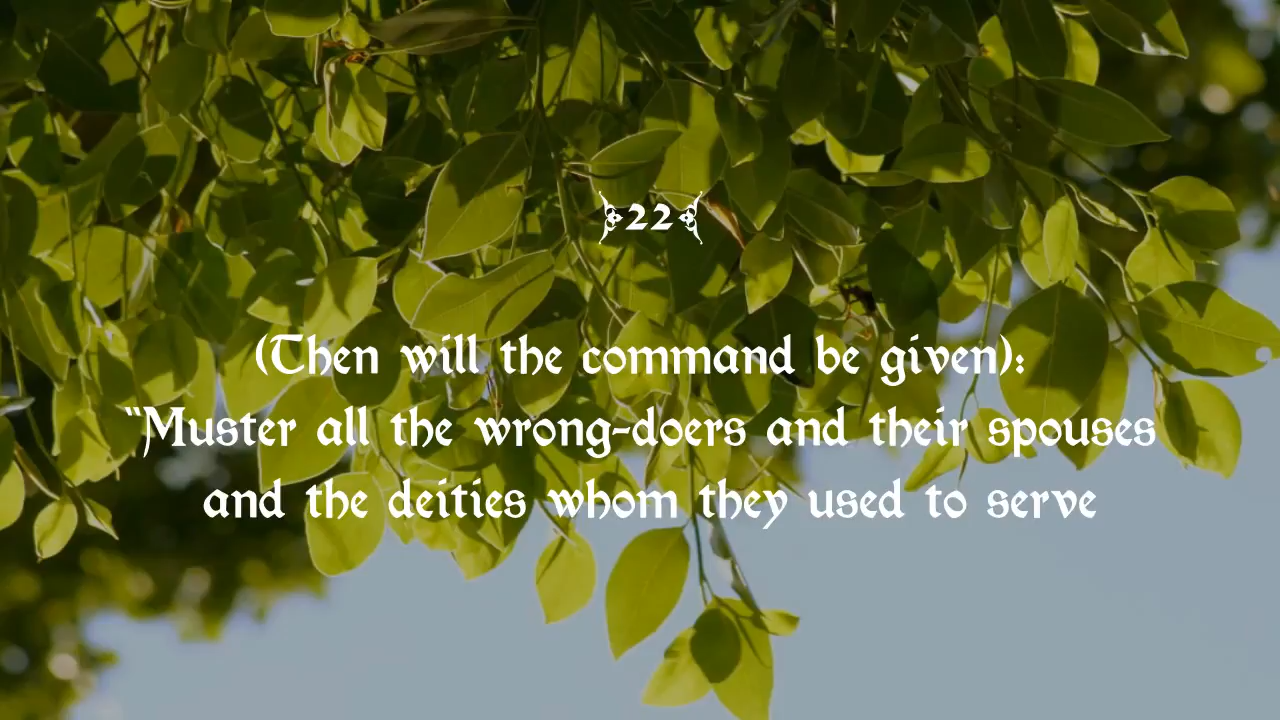 22
(Then will the command be given):
“Muster all the wrong-doers and their spouses
and the deities whom they used to serve